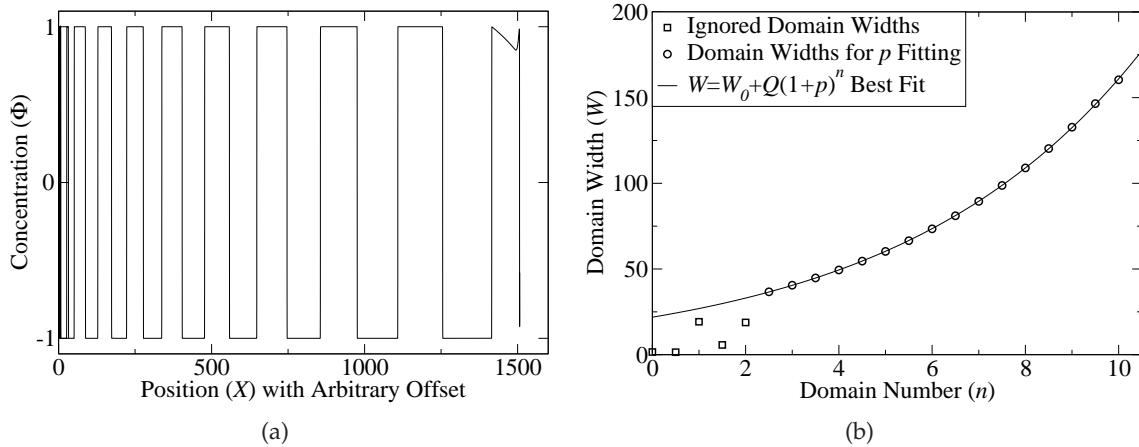 Concentration (Φ)
1
0
-1
0
500
1000
1500
Position (X) with Arbitrary Offset
(a)
Domain Width (W)
200
150
100
50
0
Ignored Domain Widths
Domain Widths for p Fitting
W=W₀+Q(1+p)ⁿ Best Fit
0
2
4
6
8
10
Domain Number (n)
(b)